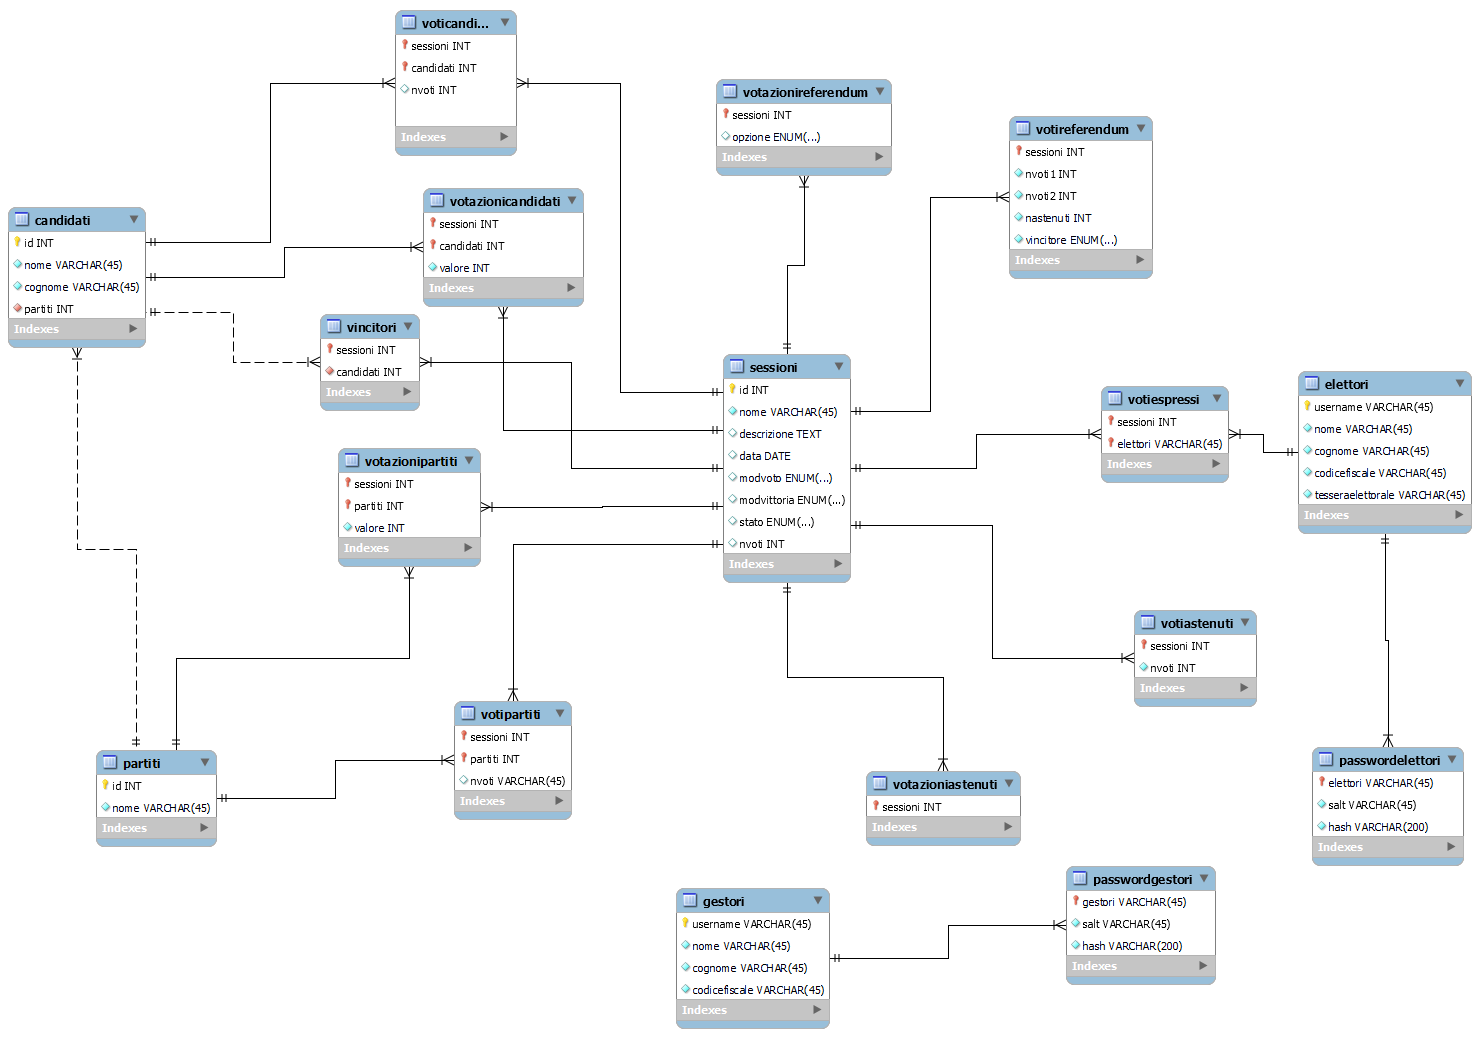 voticandi...
sessioni INT
candidati INT
nvoti INT
Indexes
votazionireferendum
sessioni INT
opzione ENUM(...)
Indexes
votireferendum
sessioni INT
nvoti1 INT
nvoti2 INT
nastenuti INT
vincitore ENUM(...)
Indexes
votazionicandidati
sessioni INT
candidati INT
valore INT
Indexes
candidati
id INT
nome VARCHAR(45)
cognome VARCHAR(45)
partiti INT
Indexes
vincitori
sessioni INT
candidati INT
Indexes
sessioni
id INT
nome VARCHAR(45)
descrizione TEXT
data DATE
modvoto ENUM(...)
modvittoria ENUM(...)
stato ENUM(...)
nvoti INT
Indexes
votiespressi
sessioni INT
elettori VARCHAR(45)
Indexes
elettori
username VARCHAR(45)
nome VARCHAR(45)
cognome VARCHAR(45)
codicefiscale VARCHAR(45)
tesseraelettorale VARCHAR(45)
Indexes
votazionipartiti
sessioni INT
partiti INT
valore INT
Indexes
votiastenuti
sessioni INT
nvoti INT
Indexes
votipartiti
sessioni INT
partiti INT
nvoti VARCHAR(45)
Indexes
partiti
id INT
nome VARCHAR(45)
Indexes
votazioniastenuti
sessioni INT
Indexes
passwordelettori
elettori VARCHAR(45)
salt VARCHAR(45)
hash VARCHAR(200)
Indexes
gestori
username VARCHAR(45)
nome VARCHAR(45)
cognome VARCHAR(45)
codicefiscale VARCHAR(45)
Indexes
passwordgestori
gestori VARCHAR(45)
salt VARCHAR(45)
hash VARCHAR(200)
Indexes